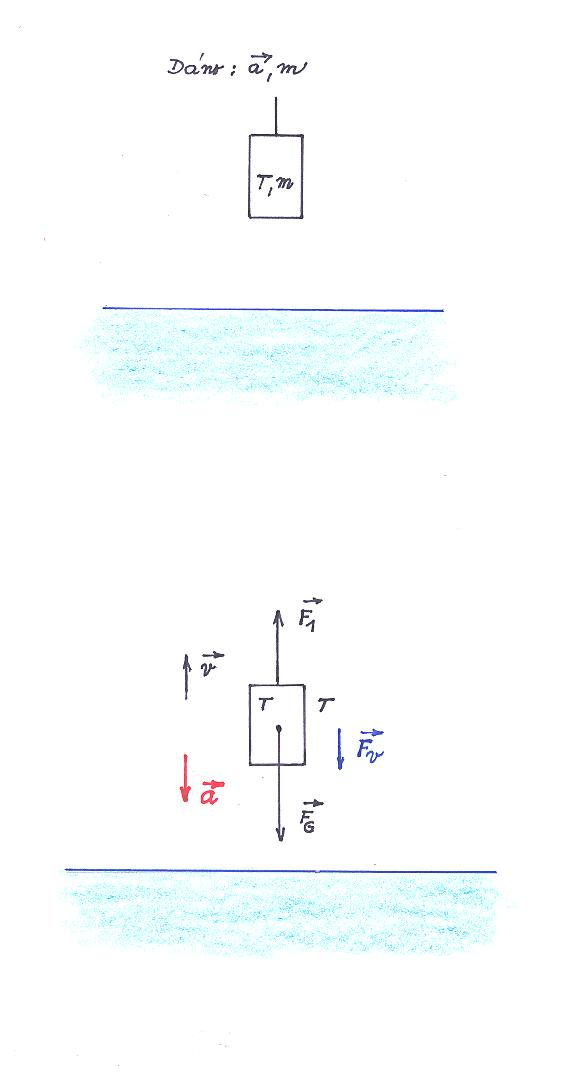 Dáno: a⃗, m
T, m
F⃗₁
v⃗
T T
F⃗ᵥ
a⃗
F⃗G